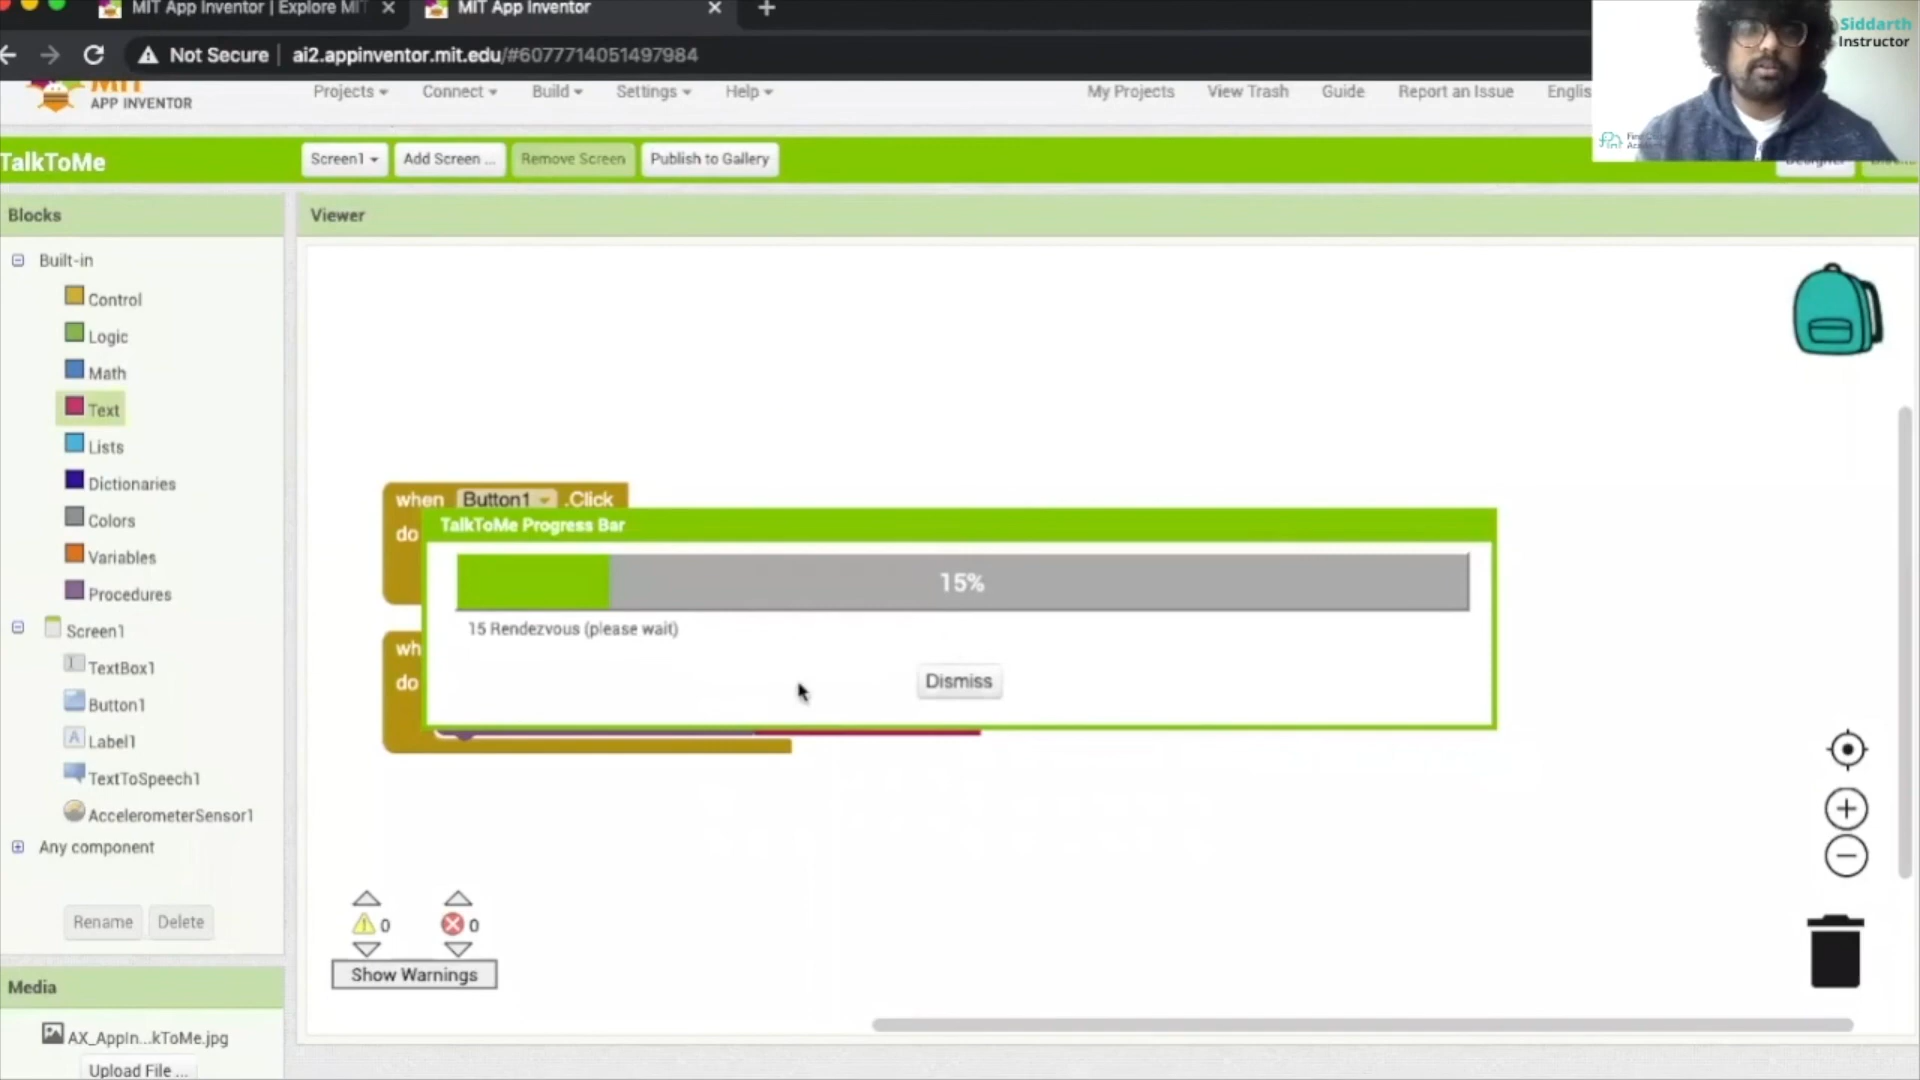 MIT App Inventor | Explore MIT
MIT App Inventor
Not Secure
ai2.appinventor.mit.edu/#6077714051497984
Siddarth
Instructor
MIT
APP INVENTOR
Projects
Connect
Build
Settings
Help
My Projects
View Trash
Guide
Report an Issue
Englis
TalkToMe
Screen1
Add Screen ...
Remove Screen
Publish to Gallery
Designer
Blocks
Viewer
Built-in
Control
Logic
Math
Text
Lists
Dictionaries
Colors
Variables
Procedures
Screen1
TextBox1
Button1
Label1
TextToSpeech1
AccelerometerSensor1
Any component
Rename
Delete
Media
AX_AppIn...kToMe.jpg
Upload File ...
when Button1 .Click
do
TalkToMe Progress Bar
15%
15 Rendezvous (please wait)
Dismiss
wh
do
0
0
Show Warnings